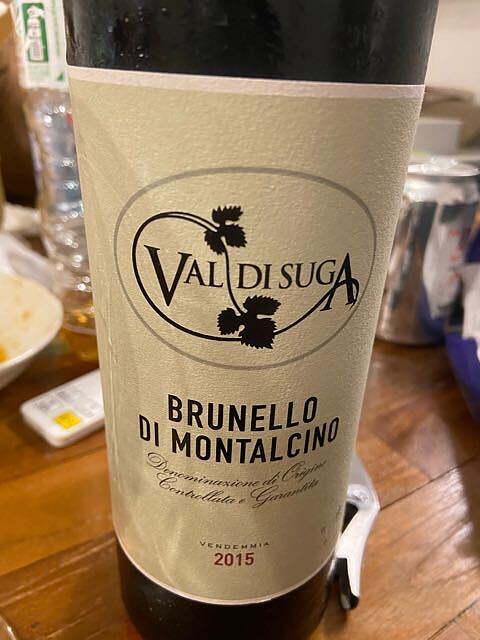 VAL DI SUGA
BRUNELLO
DI MONTALCINO
Denominazione di Origine
Controllata e Garantita
VENDEMMIA
2015